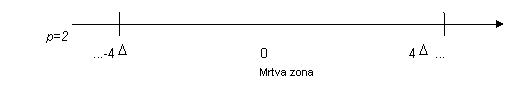 p=2
...-4 Δ 0 4 Δ ...
Mrtva zona